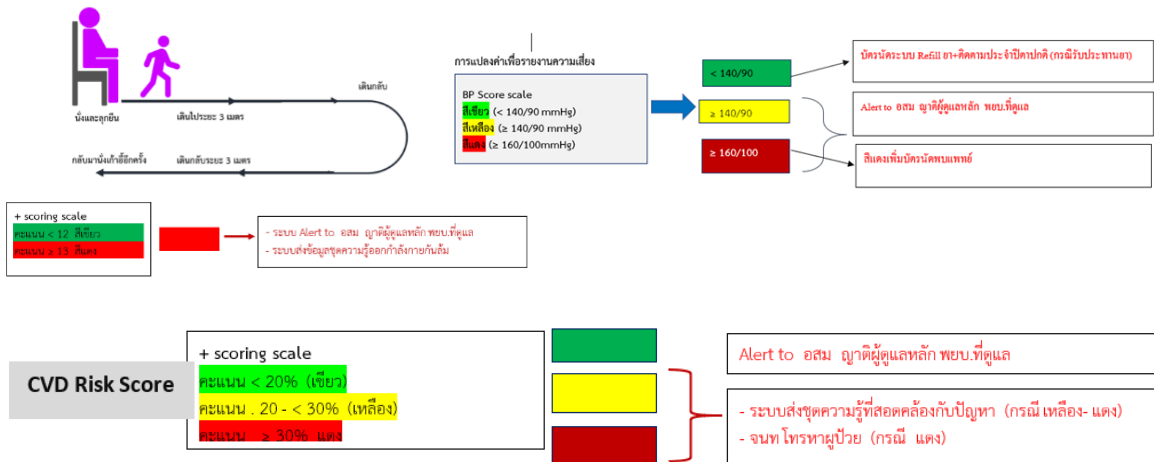 เดินกลับ
นั่งและลุกยืน
เดินไประยะ 3 เมตร
กลับมานั่งเก้าอี้อีกครั้ง
เดินกลับระยะ 3 เมตร
การแปลงค่าเพื่อรายงานความเสี่ยง
BP Score scale
สีเขียว (< 140/90 mmHg)
สีเหลือง (≥ 140/90 mmHg)
สีแดง (≥ 160/100mmHg)
< 140/90
≥ 140/90
≥ 160/100
บัตรนัดระบบ Refill ยา+ติดตามประจำปีตาปกติ (กรณีรับประทานยา)
Alert to อสม ญาติผู้ดูแลหลัก พยบ.ที่ดูแล
สีแดงเพิ่มบัตรนัดพบแพทย์
+ scoring scale
คะแนน < 12 สีเขียว
คะแนน ≥ 13 สีแดง
- ระบบ Alert to อสม ญาติผู้ดูแลหลัก พยบ.ที่ดูแล
- ระบบส่งข้อมูลชุดความรู้ออกกำลังกายกันล้ม
CVD Risk Score
+ scoring scale
คะแนน < 20% (เขียว)
คะแนน . 20 - < 30% (เหลือง)
คะแนน ≥ 30% แดง
Alert to อสม ญาติผู้ดูแลหลัก พยบ.ที่ดูแล
- ระบบส่งชุดความรู้ที่สอดคล้องกับปัญหา (กรณี เหลือง- แดง)
- จนท โทรหาผู้ป่วย (กรณี แดง)